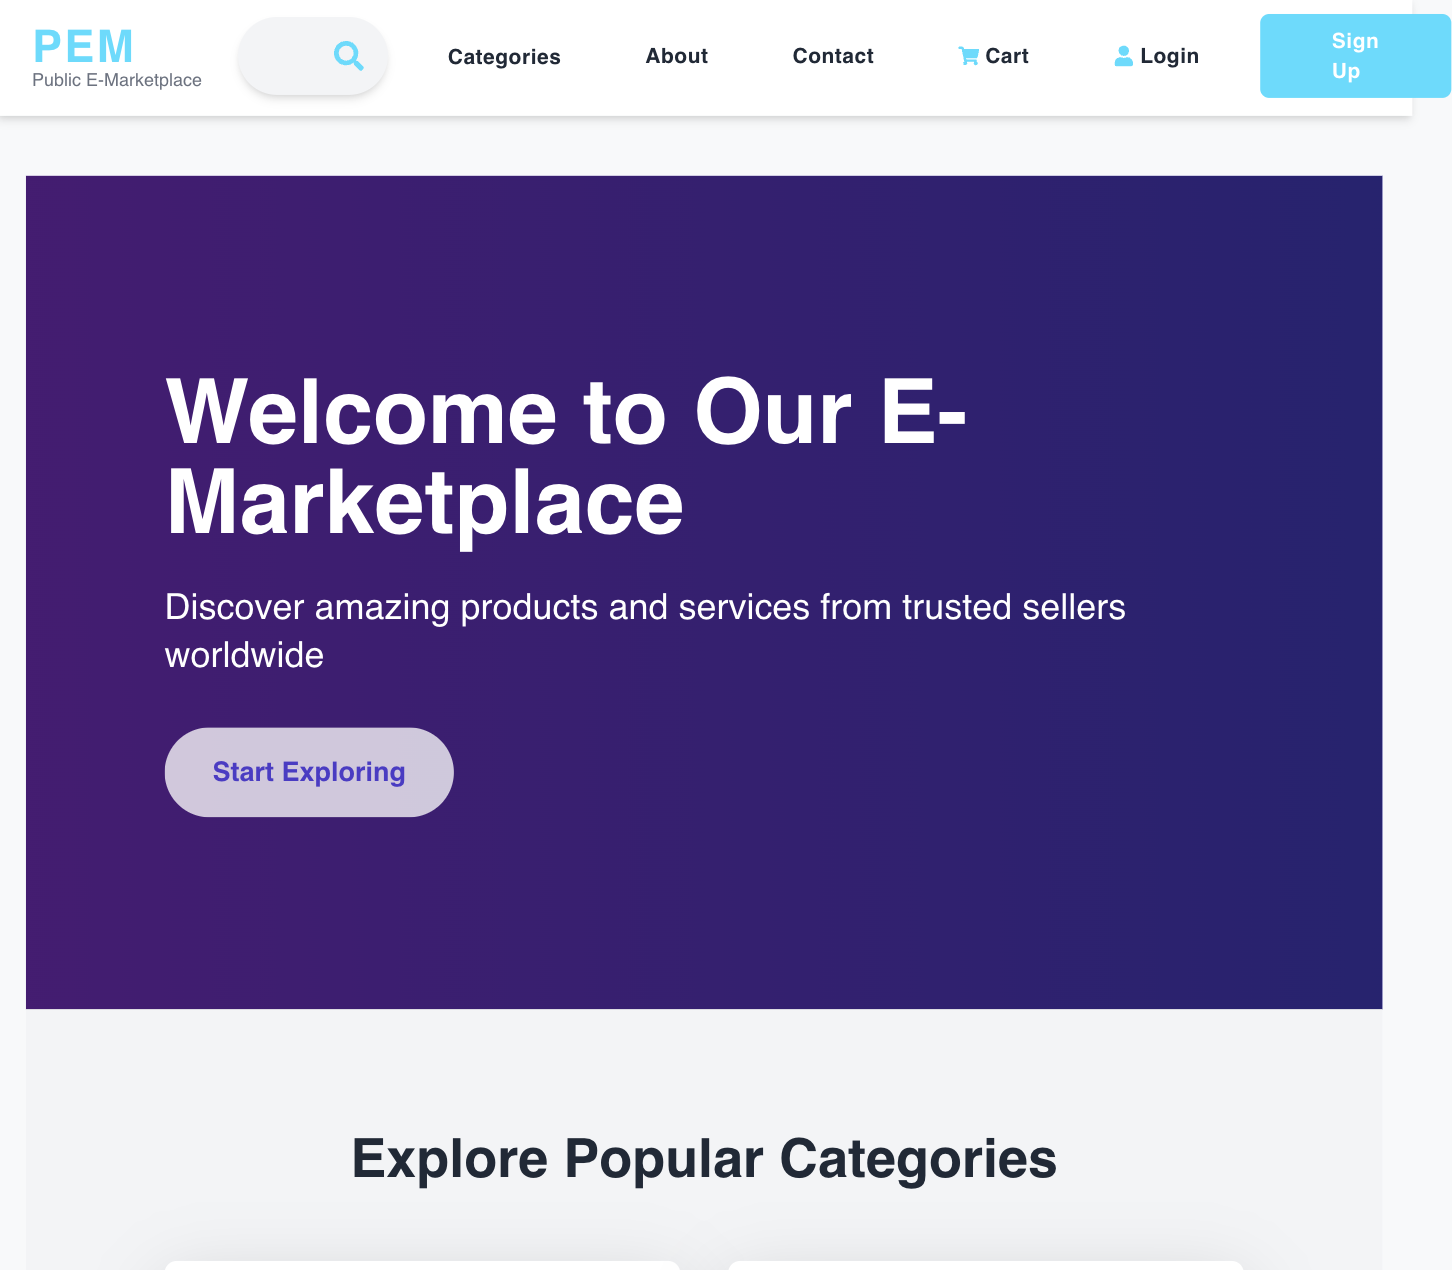 PEM
Public E-Marketplace
Categories
About
Contact
Cart
Login
Sign
Up
Welcome to Our E-
Marketplace
Discover amazing products and services from trusted sellers
worldwide
Start Exploring
Explore Popular Categories